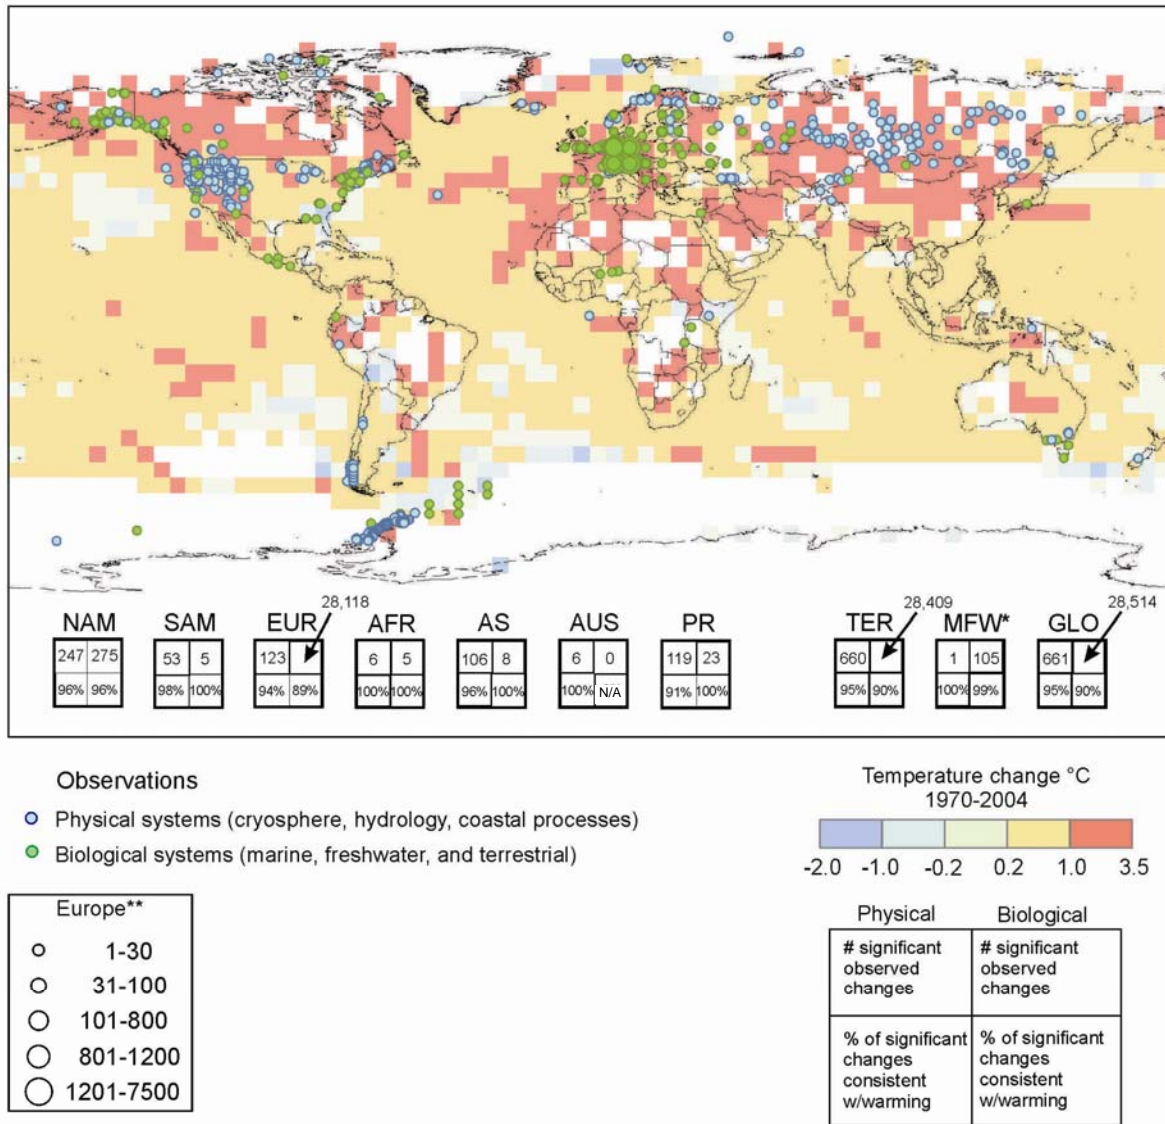 28,118
28,409
28,514
NAM SAM EUR AFR AS AUS PR TER MFW* GLO
247 275 53 5 123 6 5 106 8 6 0 119 23 660 1 105 661
96% 96% 98% 100% 94% 89% 100% 100% 96% 100% 100% N/A 91% 100% 95% 90% 100% 99% 95% 90%
Observations
Physical systems (cryosphere, hydrology, coastal processes)
Biological systems (marine, freshwater, and terrestrial)
Europe**
1-30
31-100
101-800
801-1200
1201-7500
Temperature change °C
1970-2004
-2.0 -1.0 -0.2 0.2 1.0 3.5
Physical Biological
# significant # significant
observed observed
changes changes
% of significant % of significant
changes changes
consistent consistent
w/warming w/warming